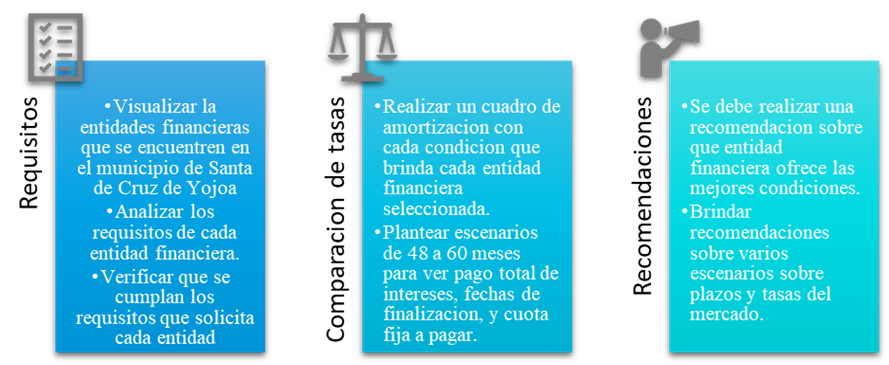 Requisitos
•Visualizar la
entidades financieras
que se encuentren en
el municipio de Santa
de Cruz de Yojoa
•Analizar los
requisitos de cada
entidad financiera.
•Verificar que se
cumplan los
requisitos que solicita
cada entidad
Comparacion de tasas
•Realizar un cuadro de
amortizacion con
cada condicion que
brinda cada entidad
financiera
seleccionada.
•Plantear escenarios
de 48 a 60 meses
para ver pago total de
intereses, fechas de
finalizacion, y cuota
fija a pagar.
Recomendaciones
•Se debe realizar una
recomendacion sobre
que entidad
financiera ofrece las
mejores condiciones.
•Brindar
recomendaciones
sobre varios
escenarios sobre
plazos y tasas del
mercado.